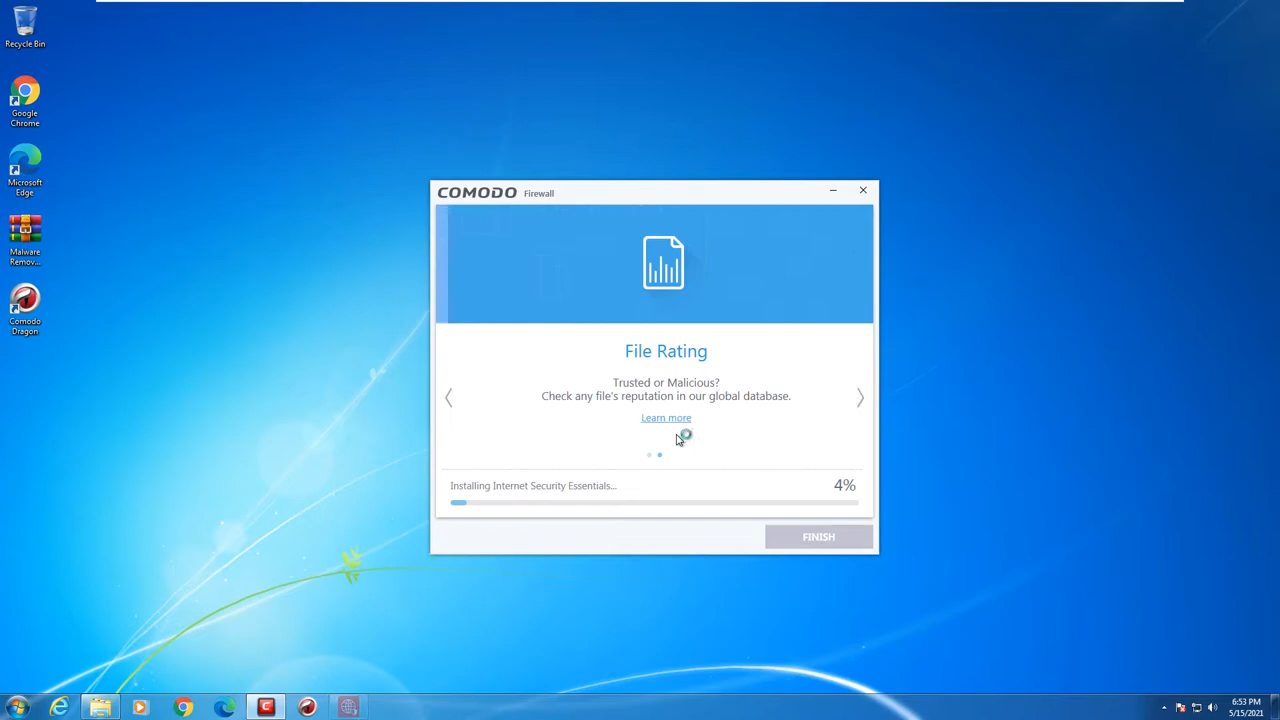 Recycle Bin
Google
Chrome
Microsoft
Edge
Malware
Remov...
Comodo
Dragon
COMODO Firewall
File Rating
Trusted or Malicious?
Check any file's reputation in our global database.
Learn more
Installing Internet Security Essentials... 4%
FINISH
6:53 PM
5/15/2021